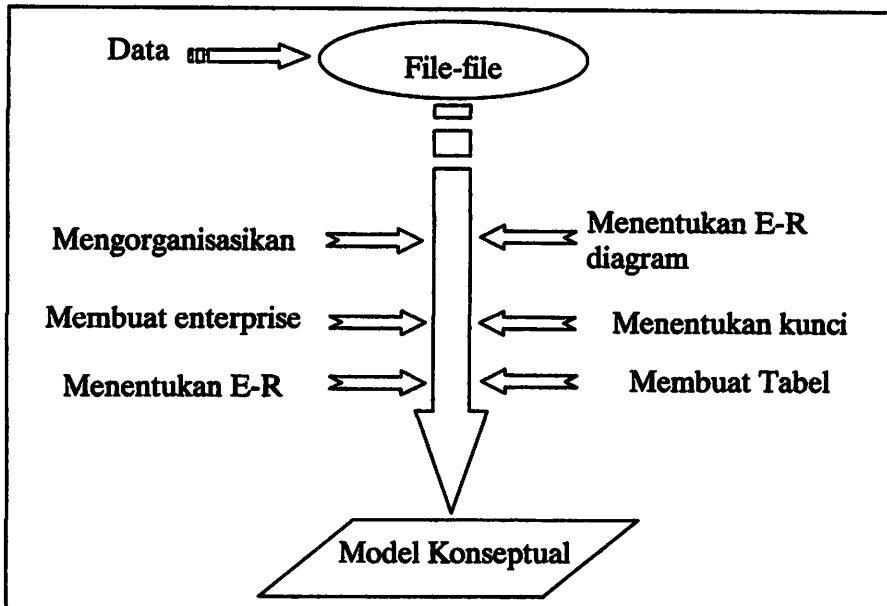 Data
File-file
Mengorganisasikan
Menentukan E-R
diagram
Membuat enterprise
Menentukan kunci
Menentukan E-R
Membuat Tabel
Model Konseptual